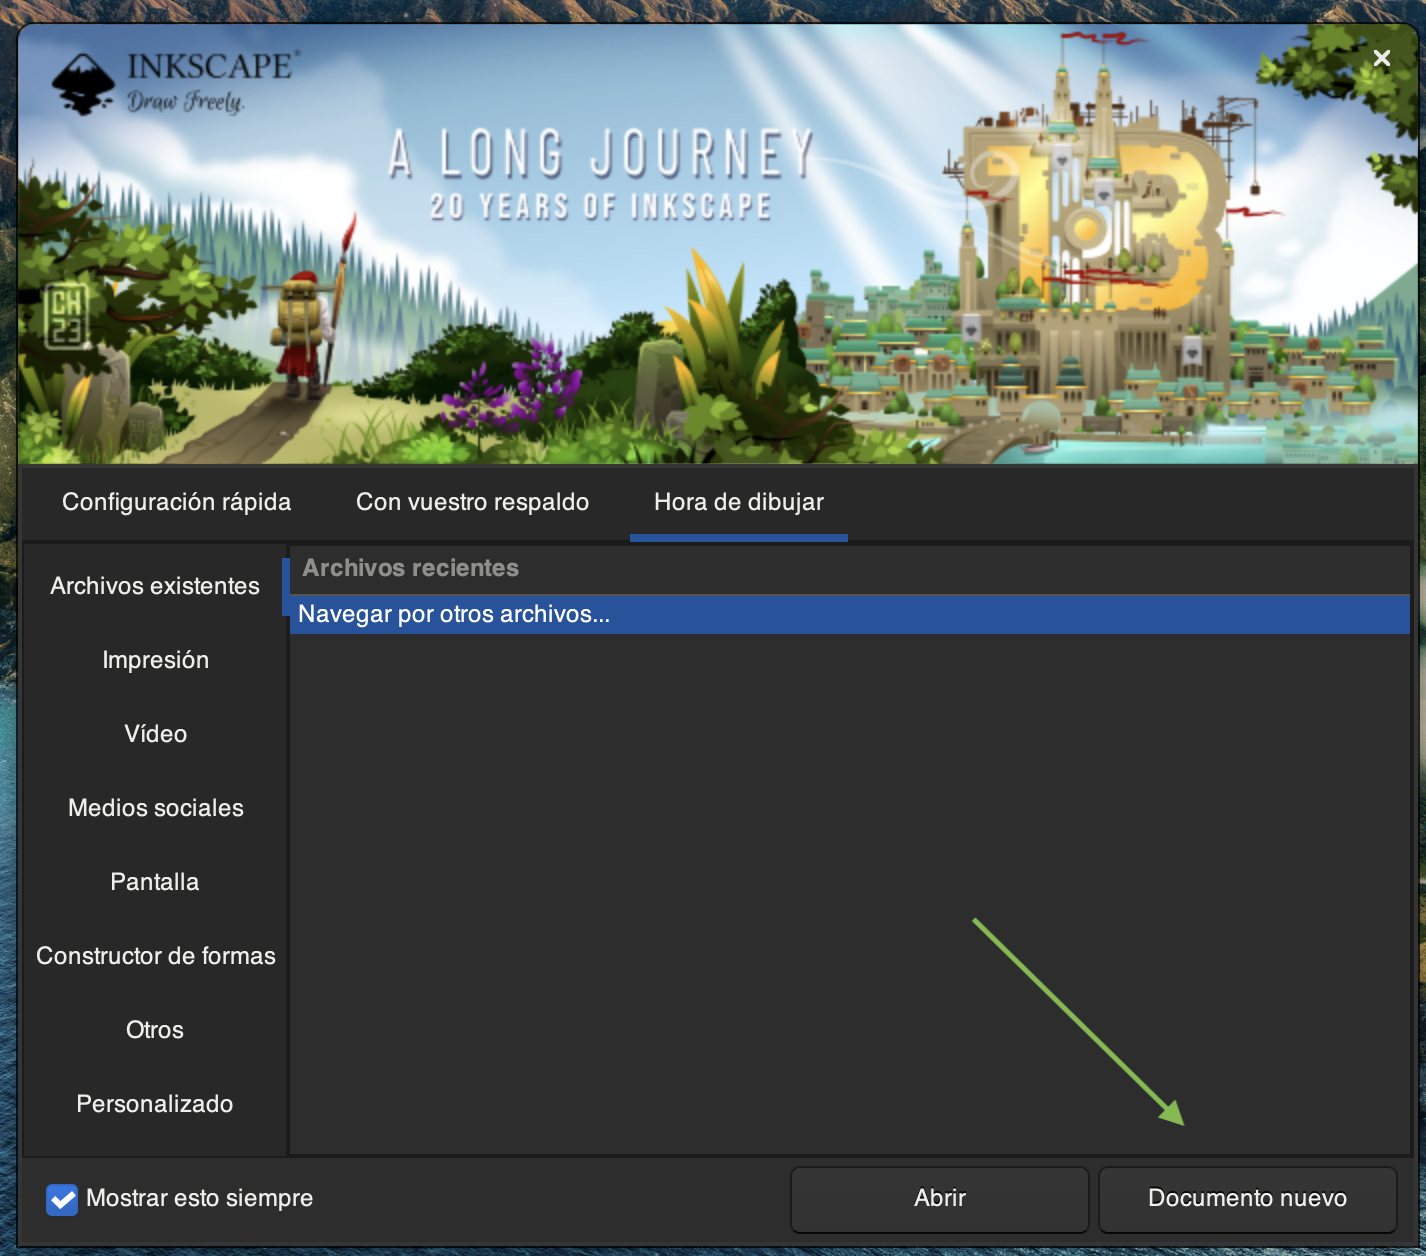 INKSCAPE
Draw Freely.
A LONG JOURNEY
20 YEARS OF INKSCAPE
CH
23
Configuración rápida
Con vuestro respaldo
Hora de dibujar
Archivos existentes
Impresión
Vídeo
Medios sociales
Pantalla
Constructor de formas
Otros
Personalizado
Archivos recientes
Navegar por otros archivos...
Mostrar esto siempre
Abrir
Documento nuevo